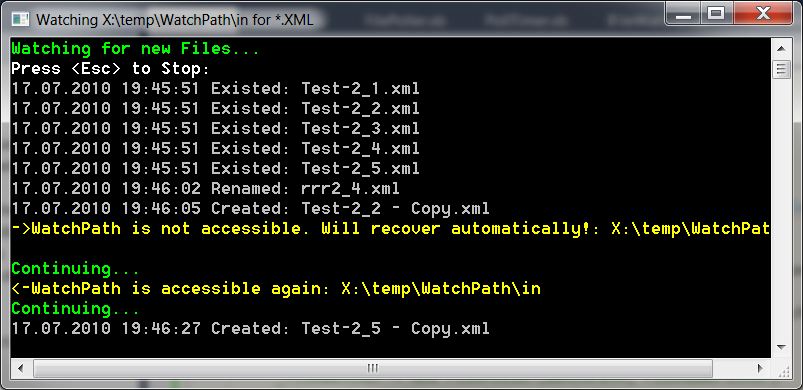 Watching X:\temp\WatchPath\in for *.XML
Watching for new Files...
Press <Esc> to Stop:
17.07.2010 19:45:51 Existed: Test-2_1.xml
17.07.2010 19:45:51 Existed: Test-2_2.xml
17.07.2010 19:45:51 Existed: Test-2_3.xml
17.07.2010 19:45:51 Existed: Test-2_4.xml
17.07.2010 19:45:51 Existed: Test-2_5.xml
17.07.2010 19:46:02 Renamed: rrr2_4.xml
17.07.2010 19:46:05 Created: Test-2_2 - Copy.xml
->WatchPath is not accessible. Will recover automatically!: X:\temp\WatchPat
Continuing...
<-WatchPath is accessible again: X:\temp\WatchPath\in
Continuing...
17.07.2010 19:46:27 Created: Test-2_5 - Copy.xml